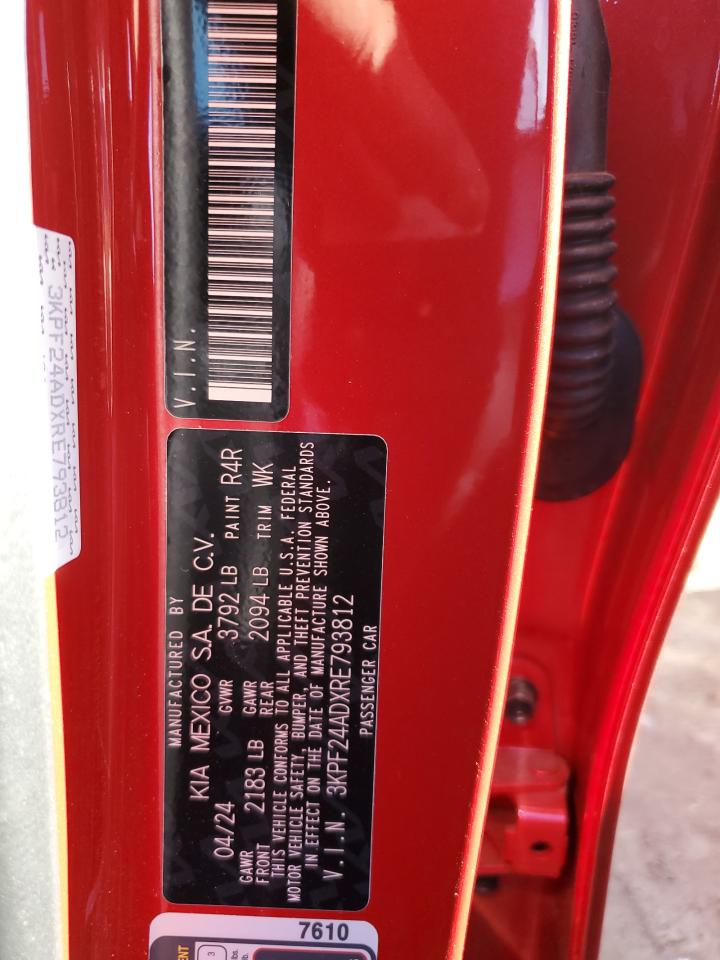 V.I.N.
MANUFACTURED BY
KIA MEXICO S.A. DE C.V.
04/24 GVWR 3792 LB PAINT R4R
GAWR FRONT 2183 LB GAWR REAR 2094 LB TRIM WK
THIS VEHICLE CONFORMS TO ALL APPLICABLE U.S.A. FEDERAL
MOTOR VEHICLE SAFETY, BUMPER, AND THEFT PREVENTION STANDARDS
IN EFFECT ON THE DATE OF MANUFACTURE SHOWN ABOVE.
V.I.N. 3KPF24ADXRE793812
PASSENGER CAR
3KPF24ADXRE793812
7610